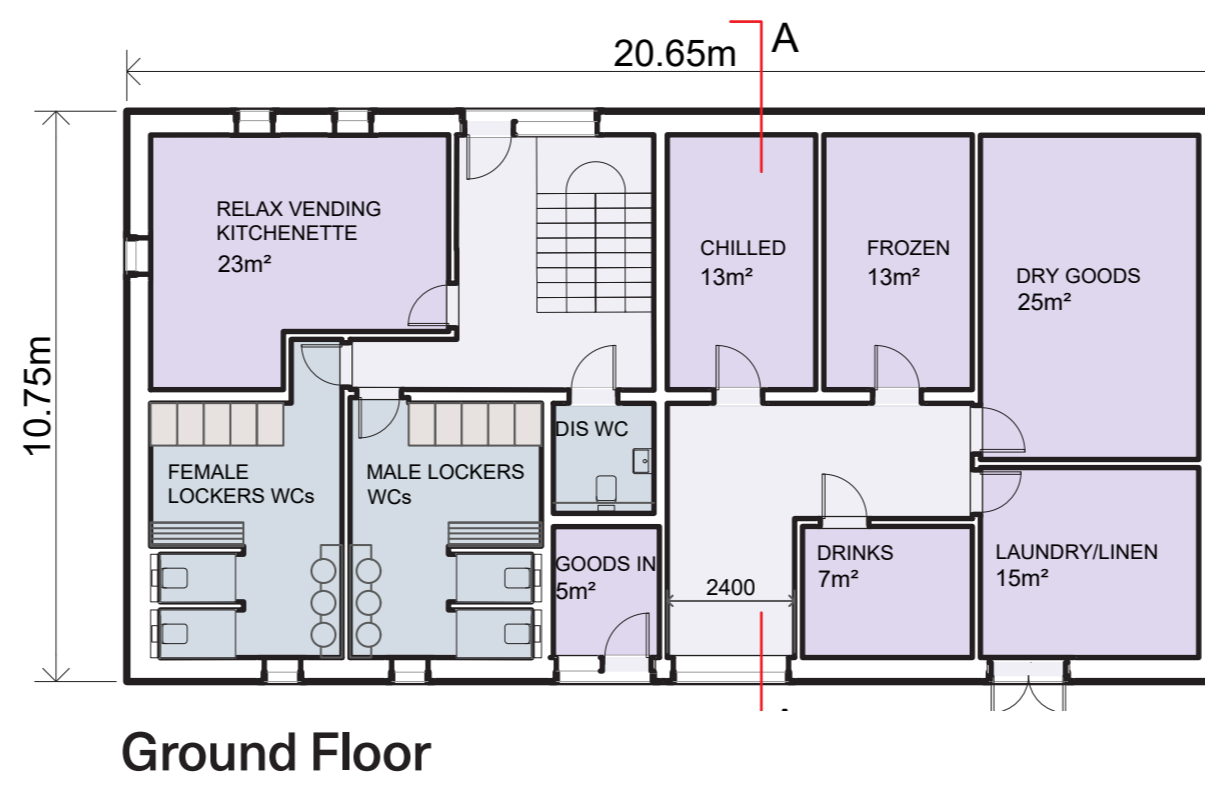 A
20.65m
10.75m
RELAX VENDING
KITCHENETTE
23m²
CHILLED
13m²
FROZEN
13m²
DRY GOODS
25m²
DIS WC
FEMALE
LOCKERS WCs
MALE LOCKERS
WCs
GOODS IN
5m²
2400
DRINKS
7m²
LAUNDRY/LINEN
15m²
Ground Floor